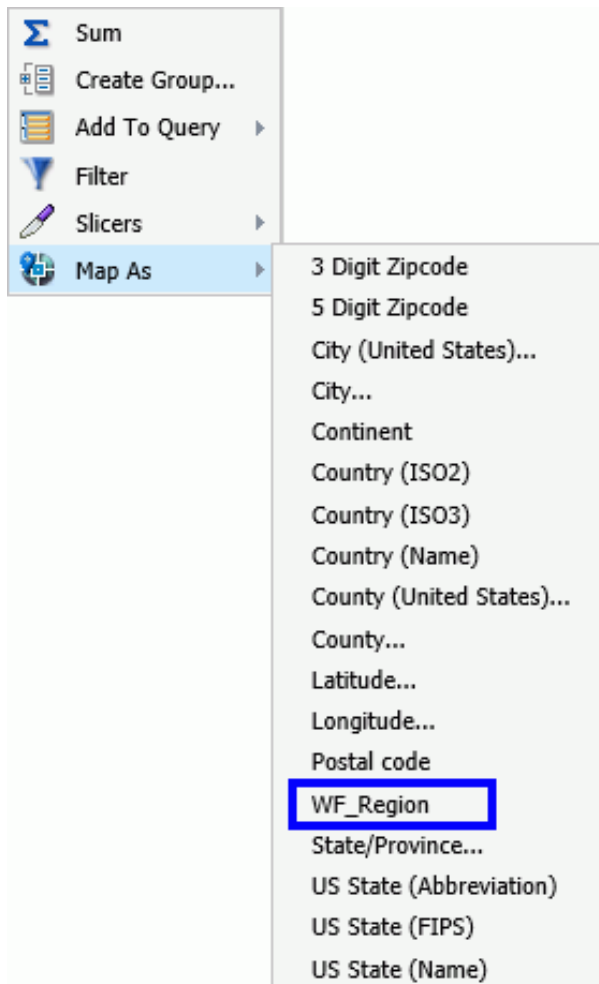 Sum
Create Group...
Add To Query
Filter
Slicers
Map As
3 Digit Zipcode
5 Digit Zipcode
City (United States)...
City...
Continent
Country (ISO2)
Country (ISO3)
Country (Name)
County (United States)...
County...
Latitude...
Longitude...
Postal code
WF_Region
State/Province...
US State (Abbreviation)
US State (FIPS)
US State (Name)